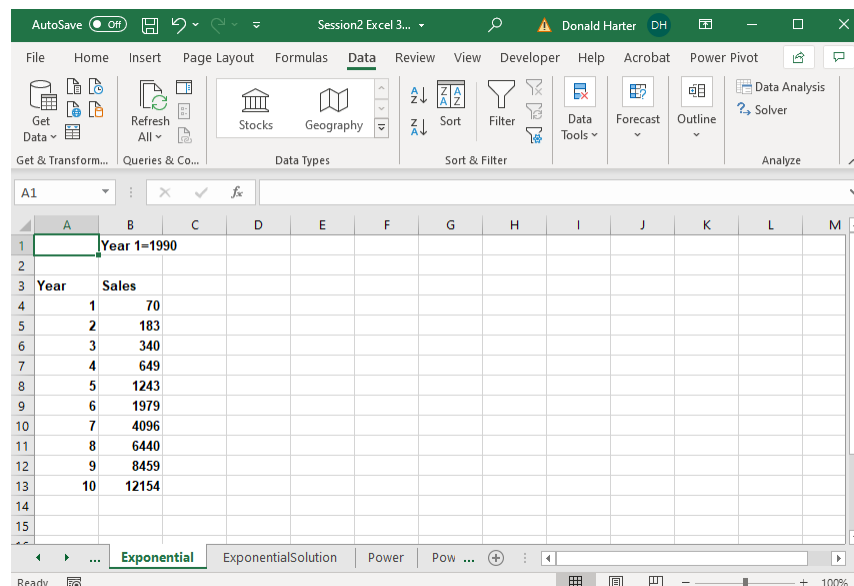 AutoSave Off Session2 Excel 3... Donald Harter DH
File Home Insert Page Layout Formulas Data Review View Developer Help Acrobat Power Pivot
Get Data
Refresh All
Stocks
Geography
Sort
Filter
Data Tools
Forecast
Outline
Data Analysis
Solver
Get & Transform... Queries & Co... Data Types Sort & Filter Analyze
A1 fx
A B C D E F G H I J K L M
1 Year 1=1990
2
3 Year Sales
4 1 70
5 2 183
6 3 340
7 4 649
8 5 1243
9 6 1979
10 7 4096
11 8 6440
12 9 8459
13 10 12154
14
15
... Exponential ExponentialSolution Power Pow ...
Ready 100%